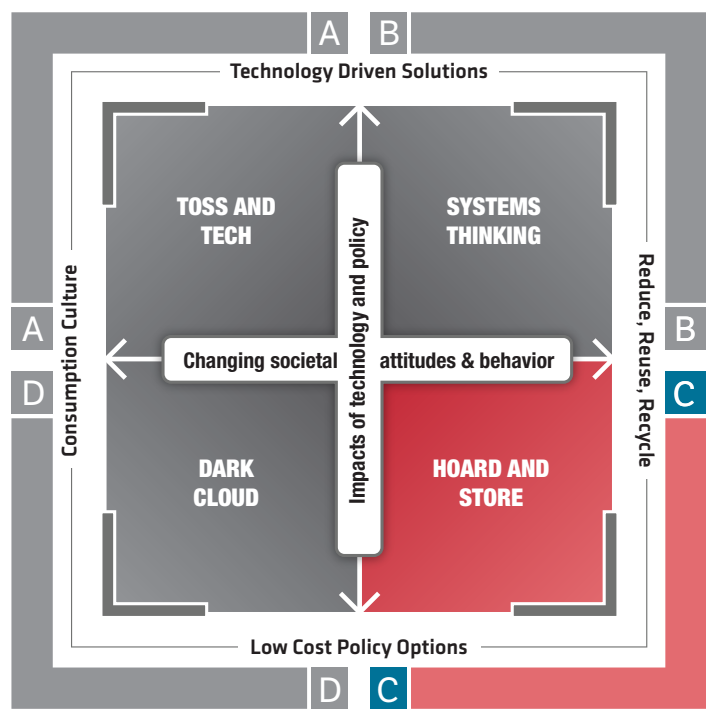 A
B
Technology Driven Solutions
TOSS AND
TECH
SYSTEMS
THINKING
Consumption Culture
Impacts of technology and policy
Reduce, Reuse, Recycle
A
B
Changing societal attitudes & behavior
D
C
DARK
CLOUD
HOARD AND
STORE
Low Cost Policy Options
D
C